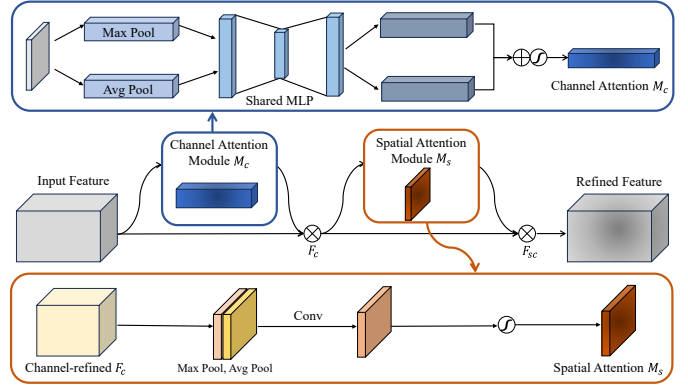 Max Pool
Avg Pool
Shared MLP
Channel Attention M_c
Channel Attention
Module M_c
Spatial Attention
Module M_s
Input Feature
Refined Feature
F_c
F_sc
Conv
Channel-refined F_c
Max Pool, Avg Pool
Spatial Attention M_s